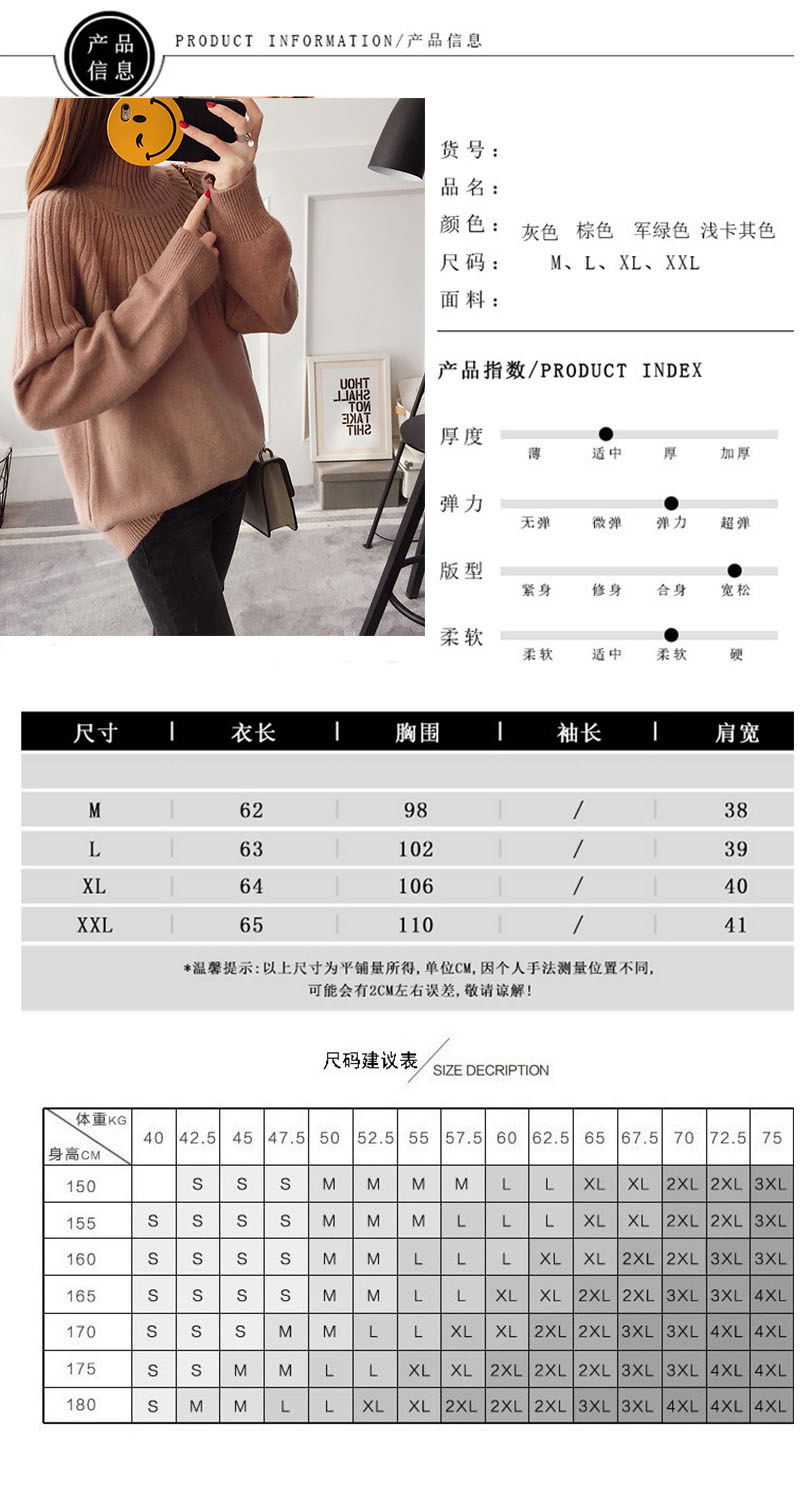 产品
信息
PRODUCT INFORMATION/产品信息
货号：
品名：
颜色： 灰色 棕色 军绿色 浅卡其色
尺码： M、L、XL、XXL
面料：
THOU
SHALL
NOT
TAKE
SHIT
产品指数/PRODUCT INDEX
厚度
薄 适中 厚 加厚
弹力
无弹 微弹 弹力 超弹
版型
紧身 修身 合身 宽松
柔软
柔软 适中 柔软 硬
尺寸 | 衣长 | 胸围 | 袖长 | 肩宽
M 62 98 / 38
L 63 102 / 39
XL 64 106 / 40
XXL 65 110 / 41
*温馨提示:以上尺寸为平铺量所得,单位CM,因个人手法测量位置不同,
可能会有2CM左右误差,敬请谅解!
尺码建议表 SIZE DECRIPTION
体重KG
身高CM
40 42.5 45 47.5 50 52.5 55 57.5 60 62.5 65 67.5 70 72.5 75
150 S S S M M M M L L XL XL 2XL 2XL 3XL
155 S S S S M M M L L L XL XL 2XL 2XL 3XL
160 S S S S M M L L L XL XL 2XL 2XL 3XL 3XL
165 S S S S M M L L XL XL 2XL 2XL 3XL 3XL 4XL
170 S S S M M L L XL XL 2XL 2XL 3XL 3XL 4XL 4XL
175 S S M M L L XL XL 2XL 2XL 2XL 3XL 3XL 4XL 4XL
180 S M M L L XL XL 2XL 2XL 2XL 3XL 3XL 4XL 4XL 4XL